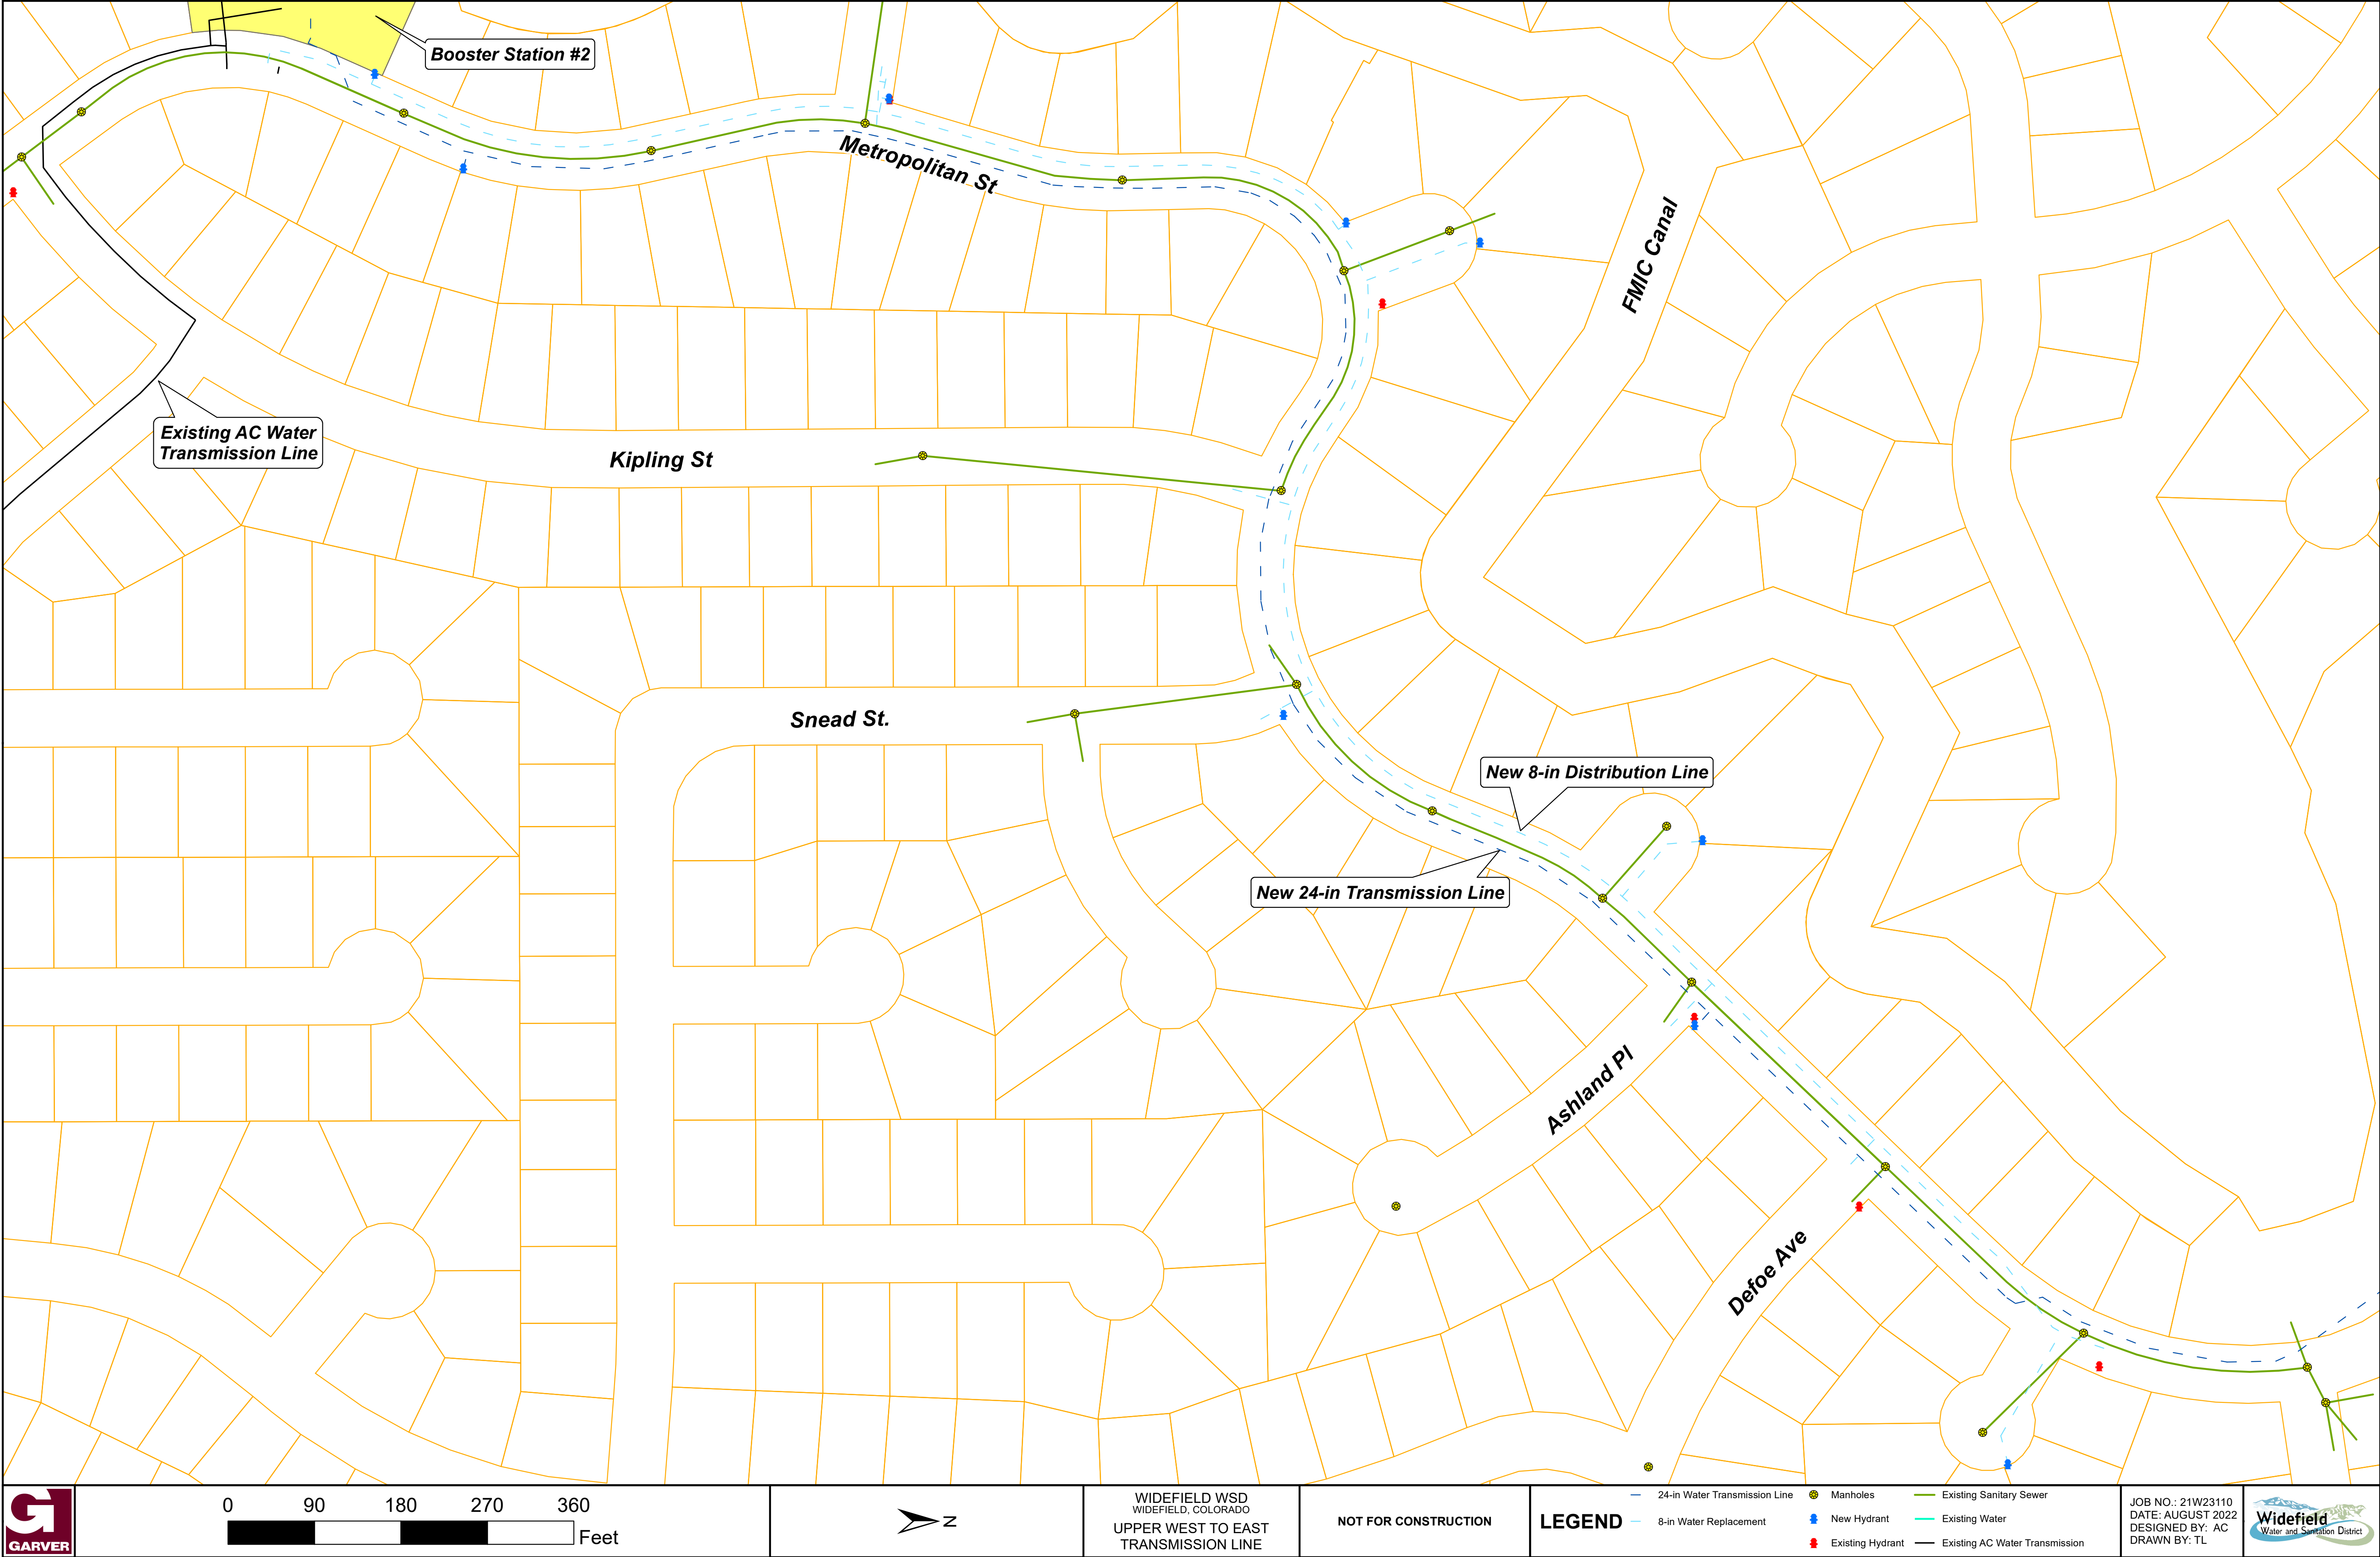 Booster Station #2
Metropolitan St
FMIC Canal
Existing AC Water
Transmission Line
Kipling St
Snead St.
New 8-in Distribution Line
New 24-in Transmission Line
Ashland Pl
Defoe Ave
G
GARVER
0 90 180 270 360
Feet
N
WIDEFIELD WSD
WIDEFIELD, COLORADO
UPPER WEST TO EAST
TRANSMISSION LINE
NOT FOR CONSTRUCTION
LEGEND
24-in Water Transmission Line
8-in Water Replacement
Manholes
New Hydrant
Existing Hydrant
Existing Sanitary Sewer
Existing Water
Existing AC Water Transmission
JOB NO.: 21W23110
DATE: AUGUST 2022
DESIGNED BY: AC
DRAWN BY: TL
Widefield
Water and Sanitation District